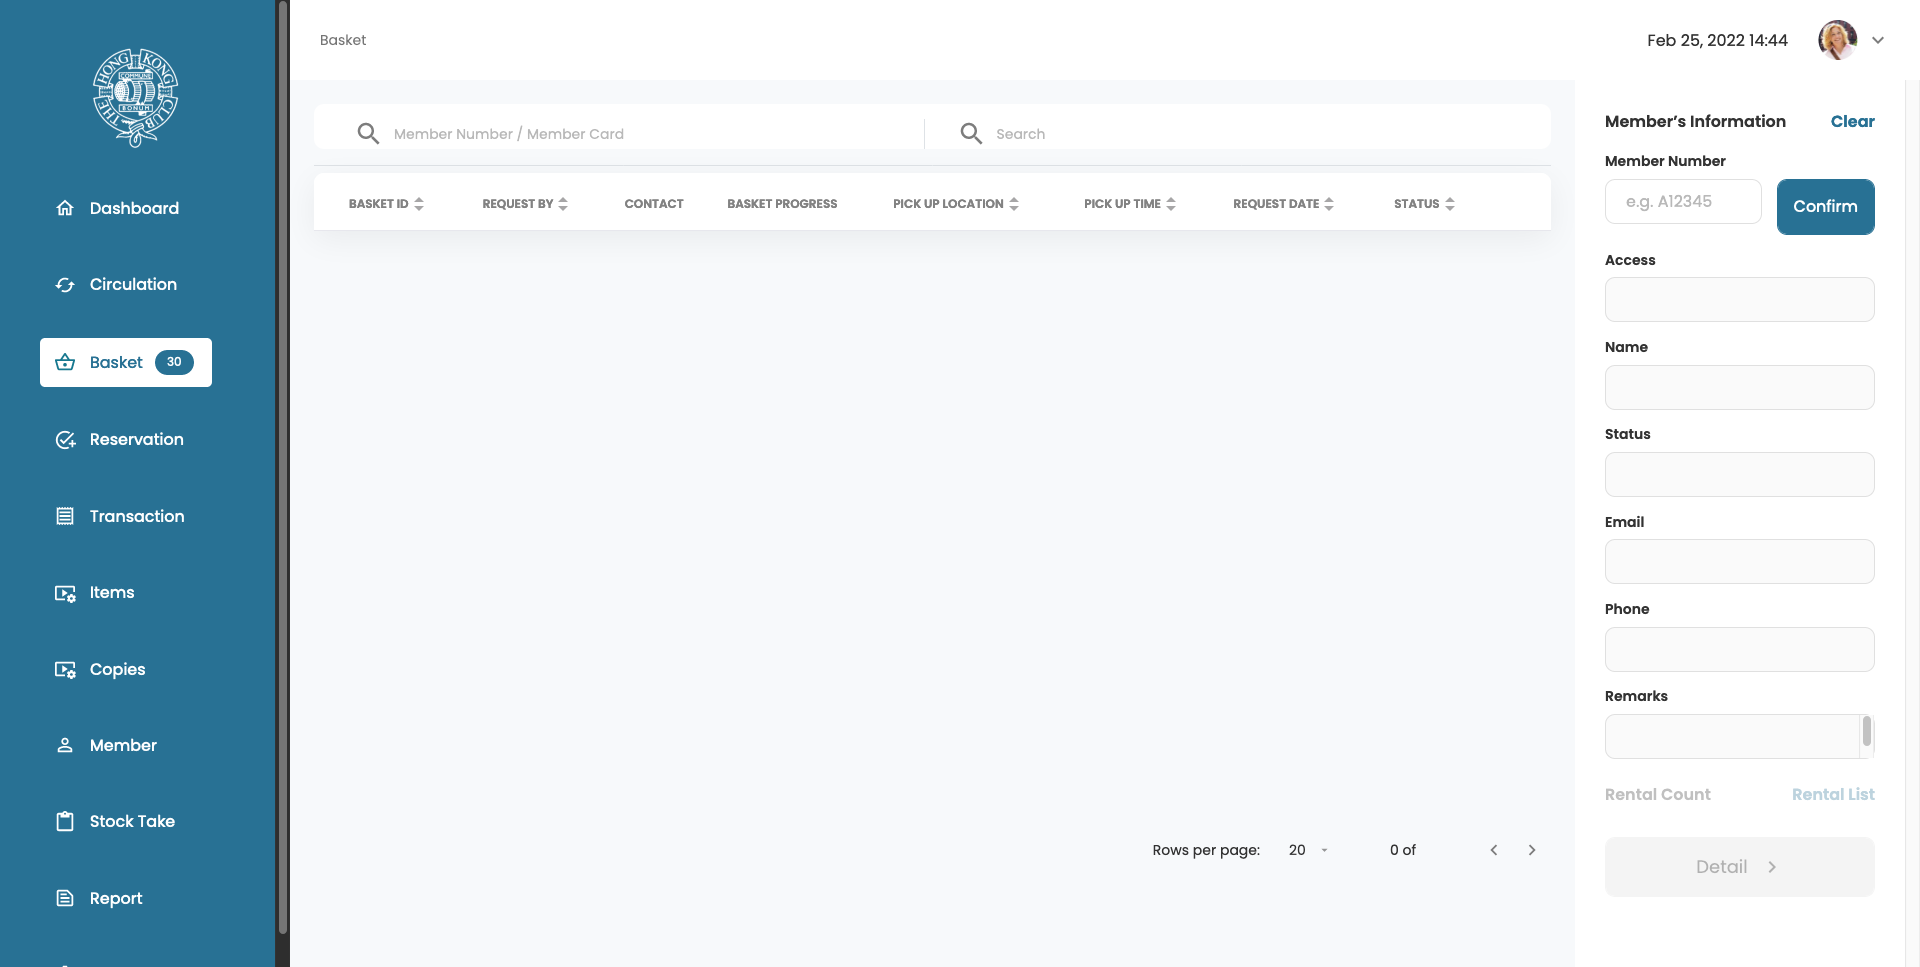 THE HONG KONG CLUB
COMMUNE
BONUM
Dashboard
Circulation
Basket 30
Reservation
Transaction
Items
Copies
Member
Stock Take
Report
Basket
Feb 25, 2022 14:44
Member Number / Member Card
Search
BASKET ID REQUEST BY CONTACT BASKET PROGRESS PICK UP LOCATION PICK UP TIME REQUEST DATE STATUS
Rows per page: 20 0 of
Member’s Information Clear
Member Number
e.g. A12345 Confirm
Access
Name
Status
Email
Phone
Remarks
Rental Count Rental List
Detail